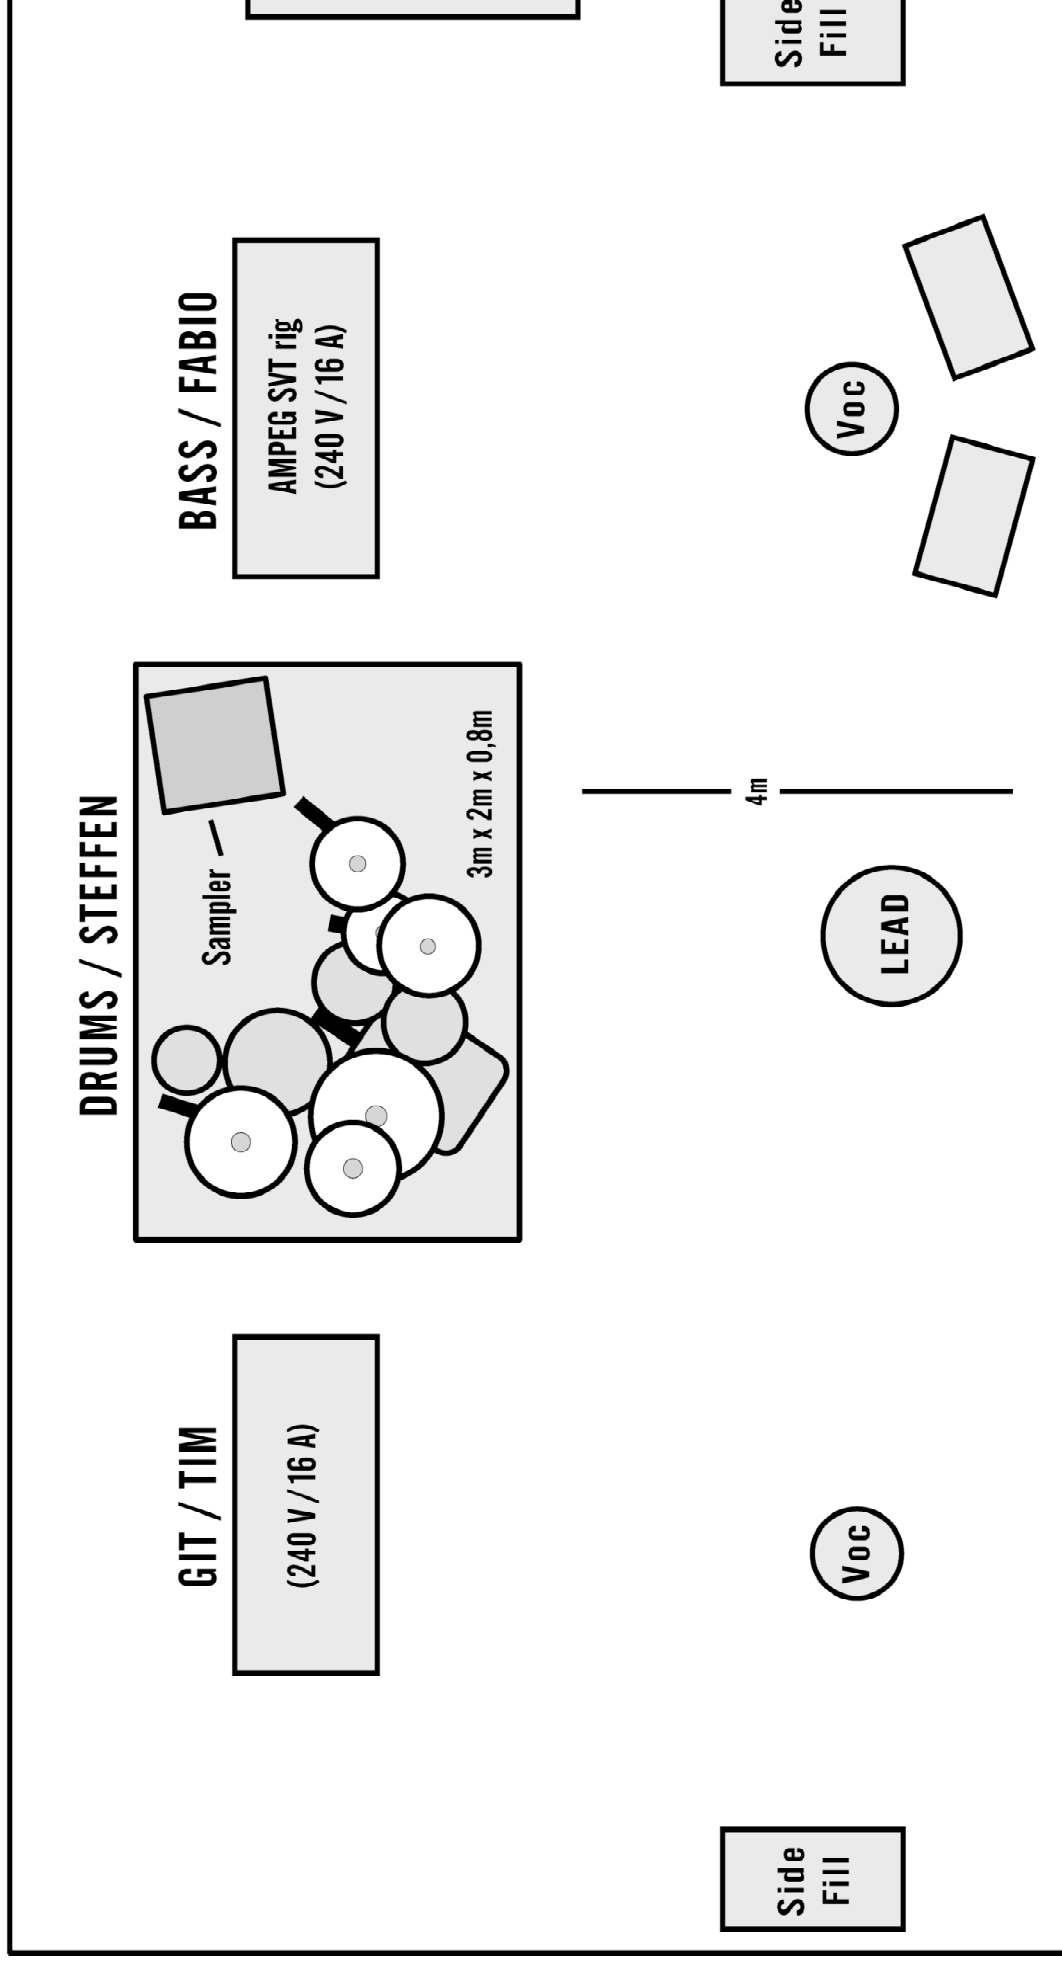 GIT / TIM
(240 V / 16 A)
DRUMS / STEFFEN
Sampler
3m x 2m x 0,8m
BASS / FABIO
AMPEG SVT rig
(240 V / 16 A)
4m
Side
Fill
Voc
LEAD
Voc
Side
Fill